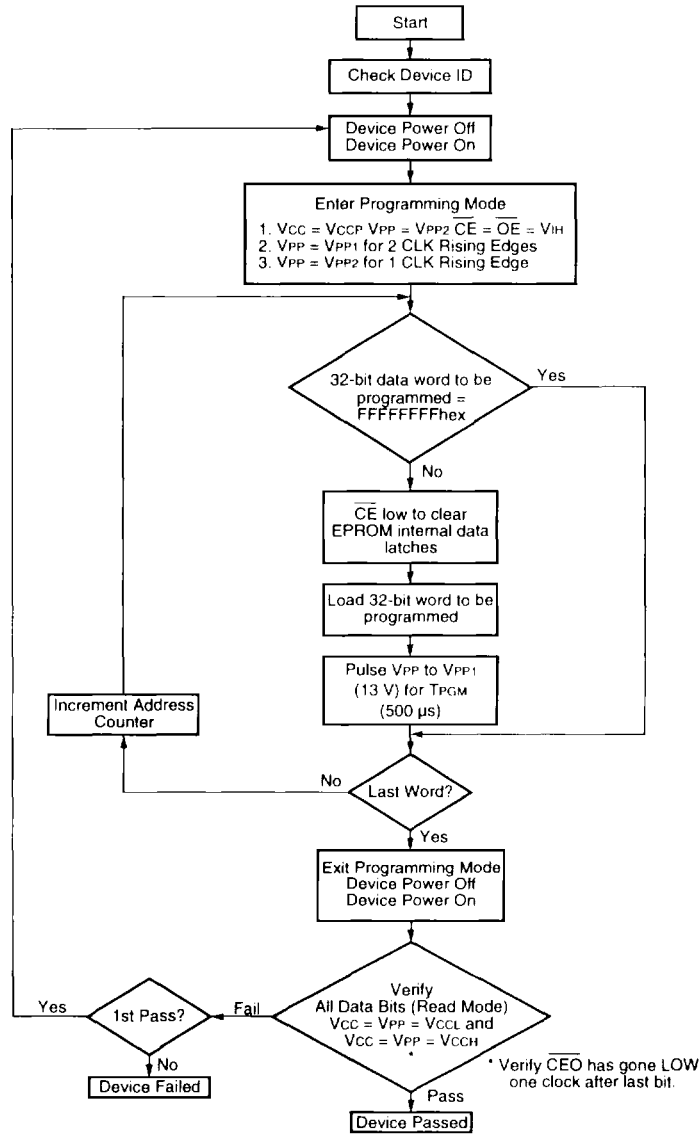 Start
Check Device ID
Device Power Off
Device Power On
Enter Programming Mode
1. VCC = VCCP VPP = VPP2 C̅E̅ = O̅E̅ = VIH
2. VPP = VPP1 for 2 CLK Rising Edges
3. VPP = VPP2 for 1 CLK Rising Edge
32-bit data word to be
programmed =
FFFFFFFFhex
Yes
No
C̅E̅ low to clear
EPROM internal data
latches
Load 32-bit word to be
programmed
Pulse VPP to VPP1
(13 V) for TPGM
(500 µs)
Increment Address
Counter
No
Last Word?
Yes
Exit Programming Mode
Device Power Off
Device Power On
Verify
All Data Bits (Read Mode)
VCC = VPP = VCCL and
VCC = VPP = VCCH
*
Fail
1st Pass?
Yes
No
Device Failed
* Verify C̅E̅O̅ has gone LOW
one clock after last bit.
Pass
Device Passed